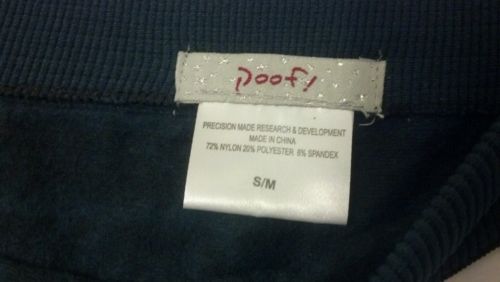 poof!
PRECISION MADE RESEARCH & DEVELOPMENT
MADE IN CHINA
72% NYLON 20% POLYESTER 8% SPANDEX
S/M